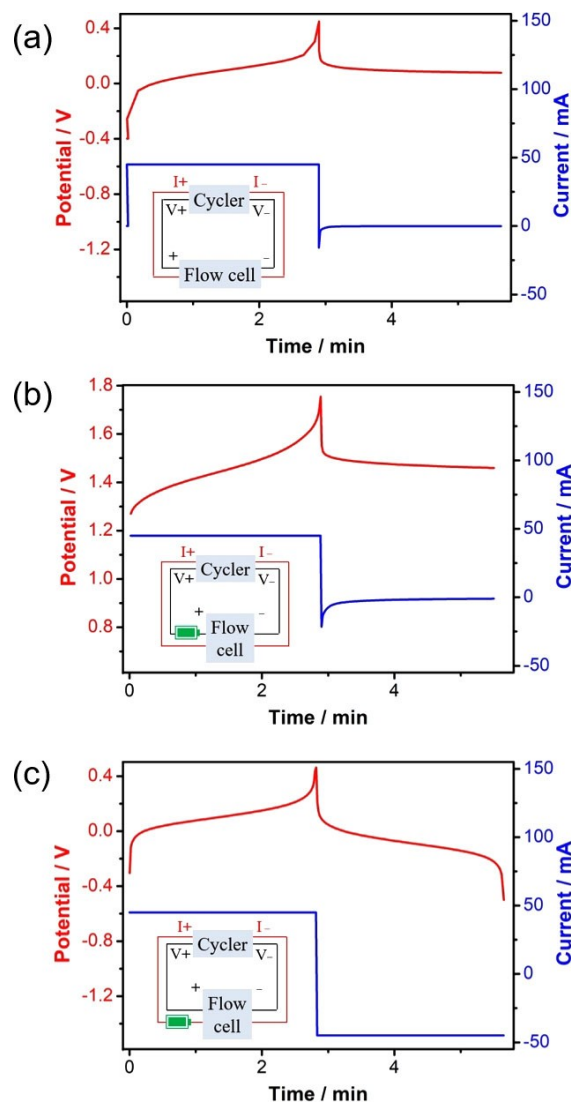 (a)
0.4
0.0
-0.4
-0.8
-1.2
Potential / V
150
100
50
0
-50
Current / mA
I+ I–
Cycler
V+ V–
+ –
Flow cell
0 2 4
Time / min
(b)
1.8
1.6
1.4
1.2
1.0
0.8
Potential / V
150
100
50
0
-50
Current / mA
I+ I–
V+ Cycler V–
+ –
Flow
cell
0 2 4
Time / min
(c)
0.4
0.0
-0.4
-0.8
-1.2
Potential / V
150
100
50
0
-50
Current / mA
I+ I–
Cycler
V+ V–
+ –
Flow
cell
0 2 4
Time / min